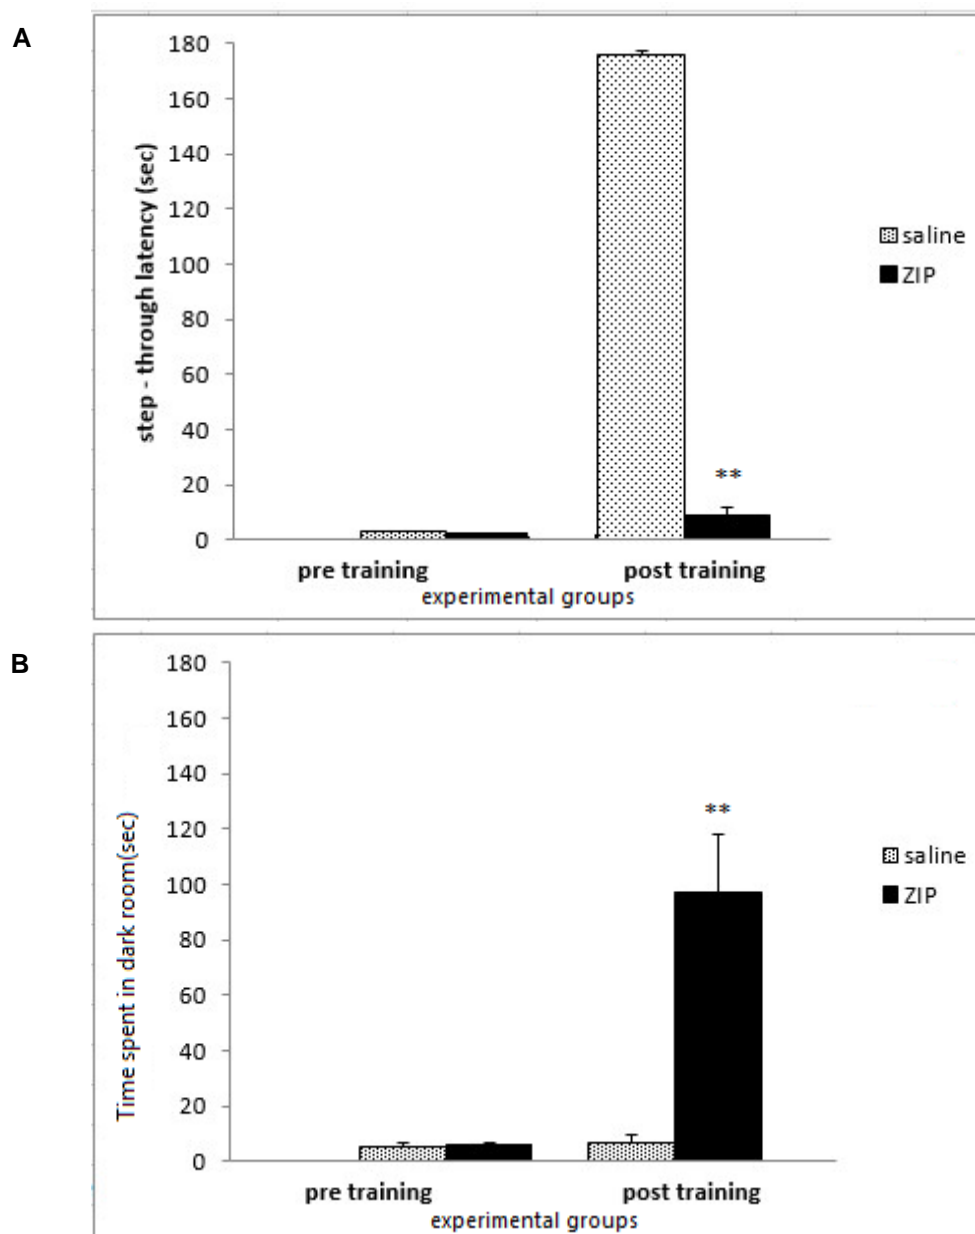 A
step - through latency (sec)
180
160
140
120
100
80
60
40
20
0
**
saline
ZIP
pre training
post training
experimental groups
B
Time spent in dark room(sec)
180
160
140
120
100
80
60
40
20
0
**
saline
ZIP
pre training
post training
experimental groups